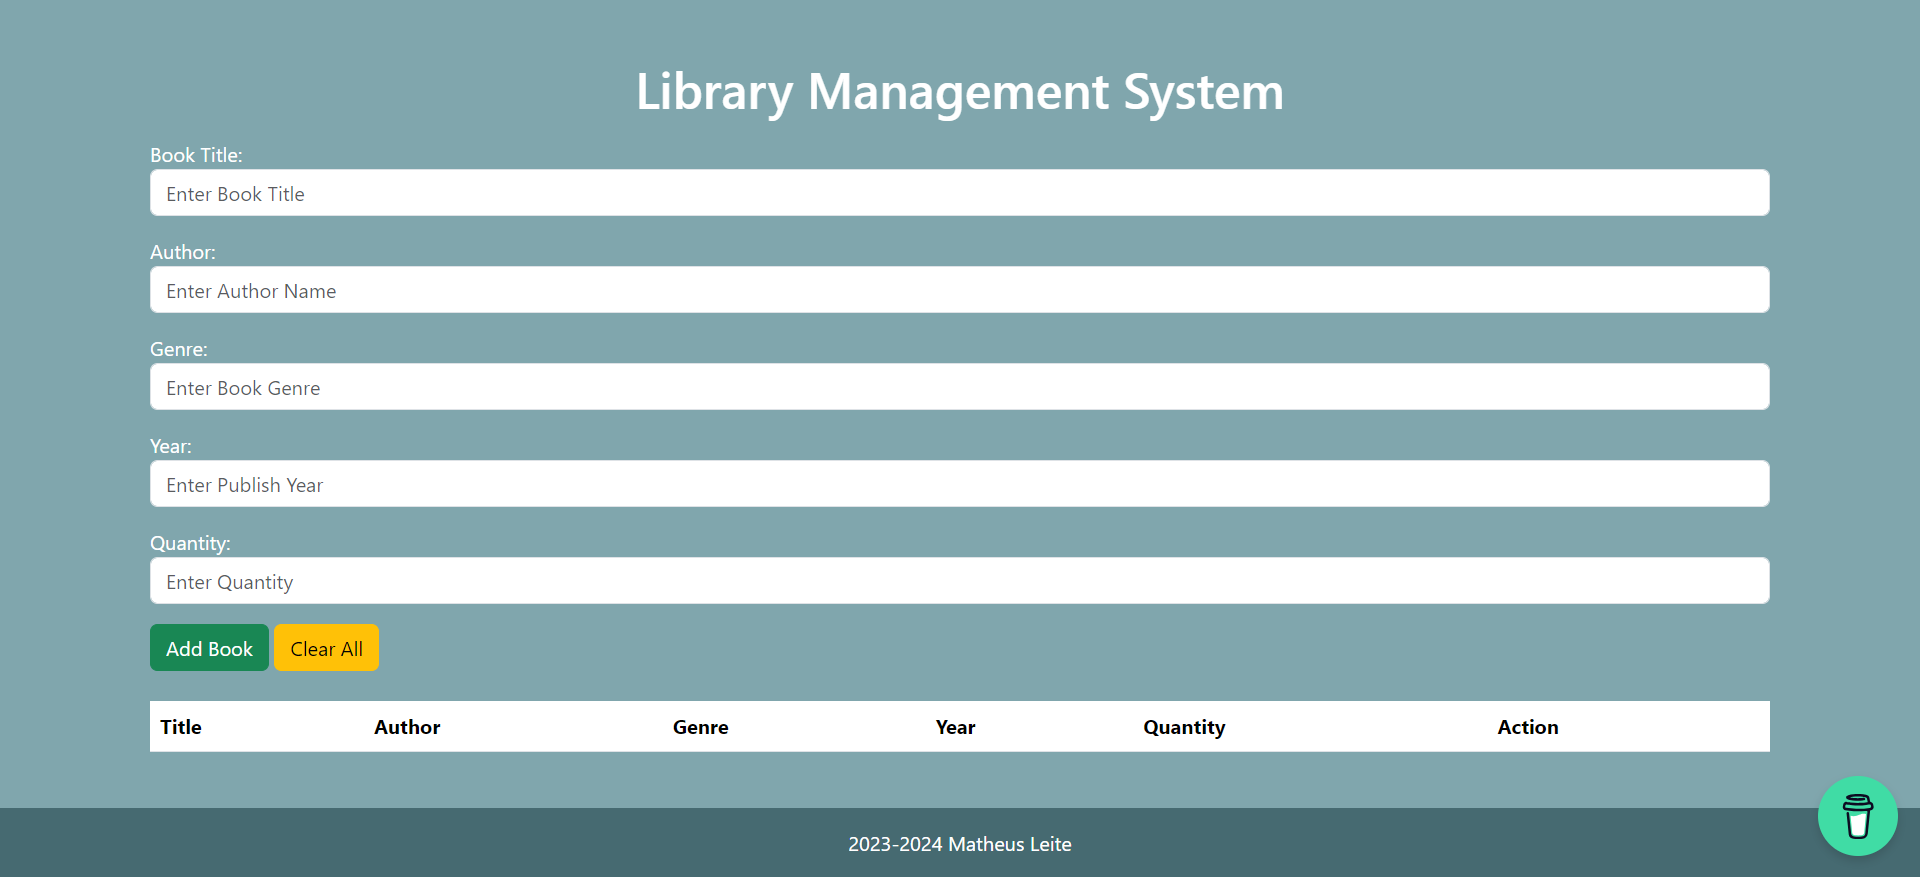 Library Management System
Book Title:
Enter Book Title
Author:
Enter Author Name
Genre:
Enter Book Genre
Year:
Enter Publish Year
Quantity:
Enter Quantity
Add Book Clear All
Title Author Genre Year Quantity Action
2023-2024 Matheus Leite